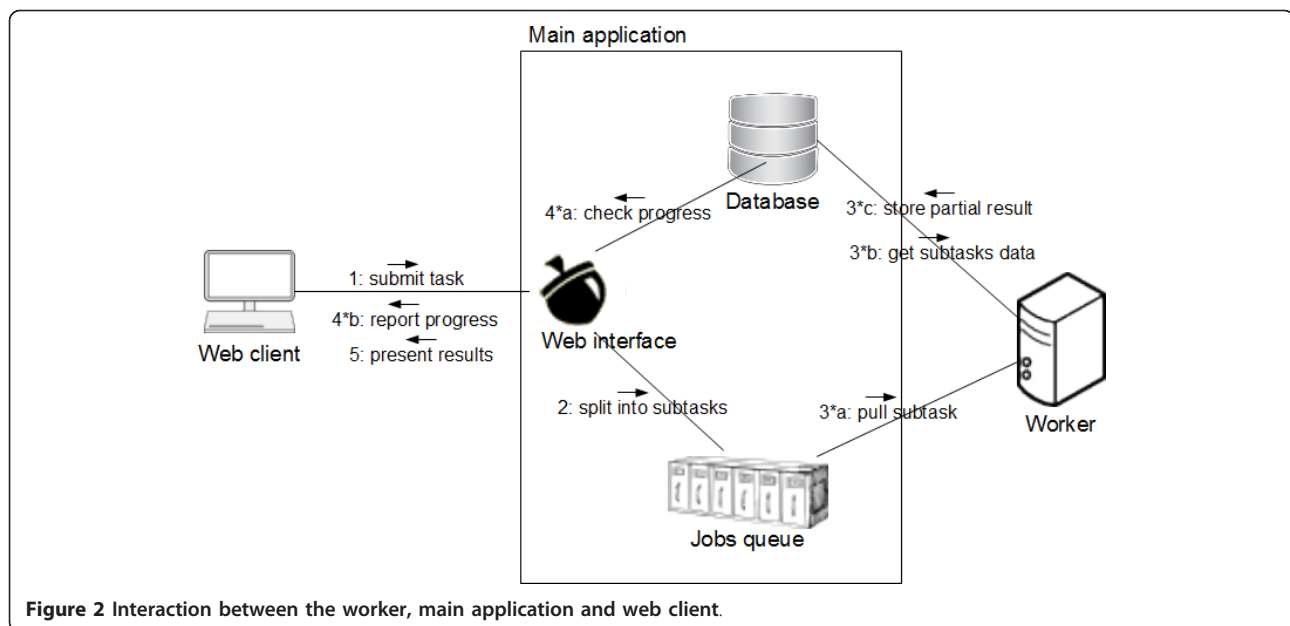 Main application
Database
4*a: check progress
3*c: store partial result
3*b: get subtasks data
1: submit task
4*b: report progress
5: present results
Web client
Web interface
2: split into subtasks
3*a: pull subtask
Worker
Jobs queue
Figure 2 Interaction between the worker, main application and web client.